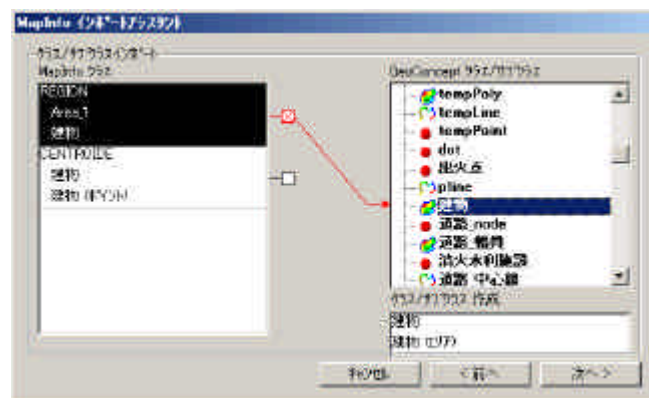 MapInfo インポートアシスタント
クラス/サブクラスインポート
MapInfo クラス
GeoConcept クラス/サブクラス
REGION
Area_1
建物
CENTROIDE
建物
建物 (ポイント)
tempPoly
tempLine
tempPoint
dot
出火点
pline
建物
道路_node
道路_幅員
消火水利施設
道路_中心線
クラス/サブクラス 作成
建物
建物 (エリア)
キャンセル
< 前へ
次へ >